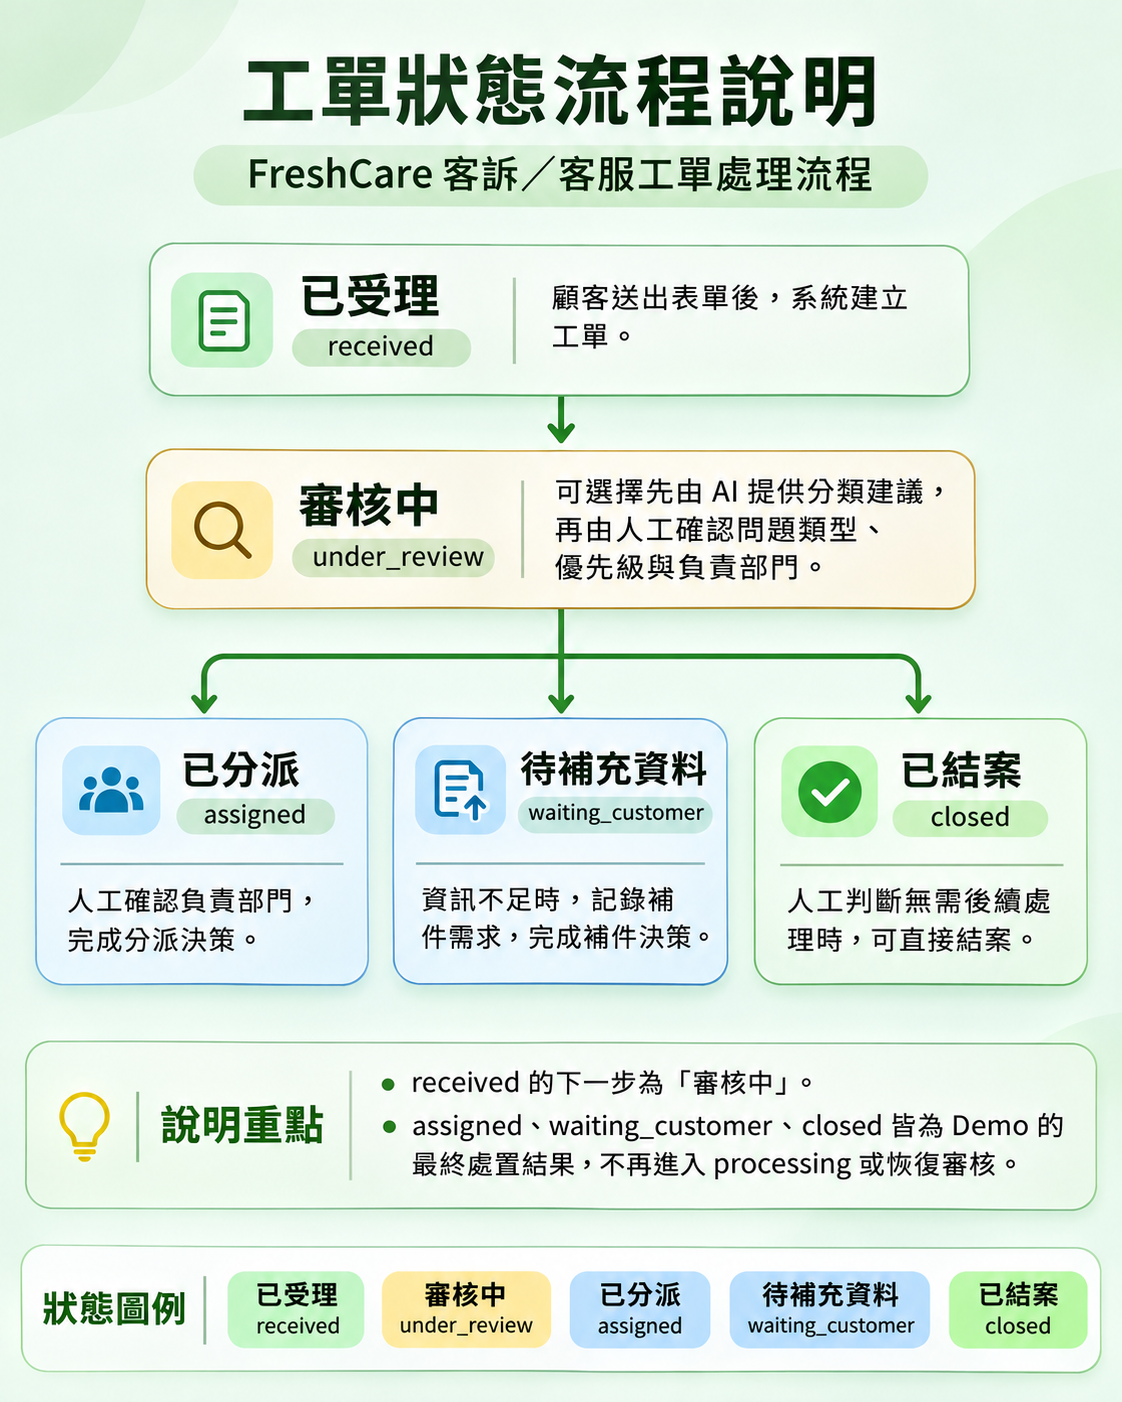 工單狀態流程說明
FreshCare 客訴／客服工單處理流程
已受理
received
顧客送出表單後，系統建立
工單。
審核中
under_review
可選擇先由 AI 提供分類建議，
再由人工確認問題類型、
優先級與負責部門。
已分派
assigned
人工確認負責部門，
完成分派決策。
待補充資料
waiting_customer
資訊不足時，記錄補
件需求，完成補件決策。
已結案
closed
人工判斷無需後續處
理時，可直接結案。
說明重點
• received 的下一步為「審核中」。
• assigned、waiting_customer、closed 皆為 Demo 的
最終處置結果，不再進入 processing 或恢復審核。
狀態圖例
已受理
received
審核中
under_review
已分派
assigned
待補充資料
waiting_customer
已結案
closed